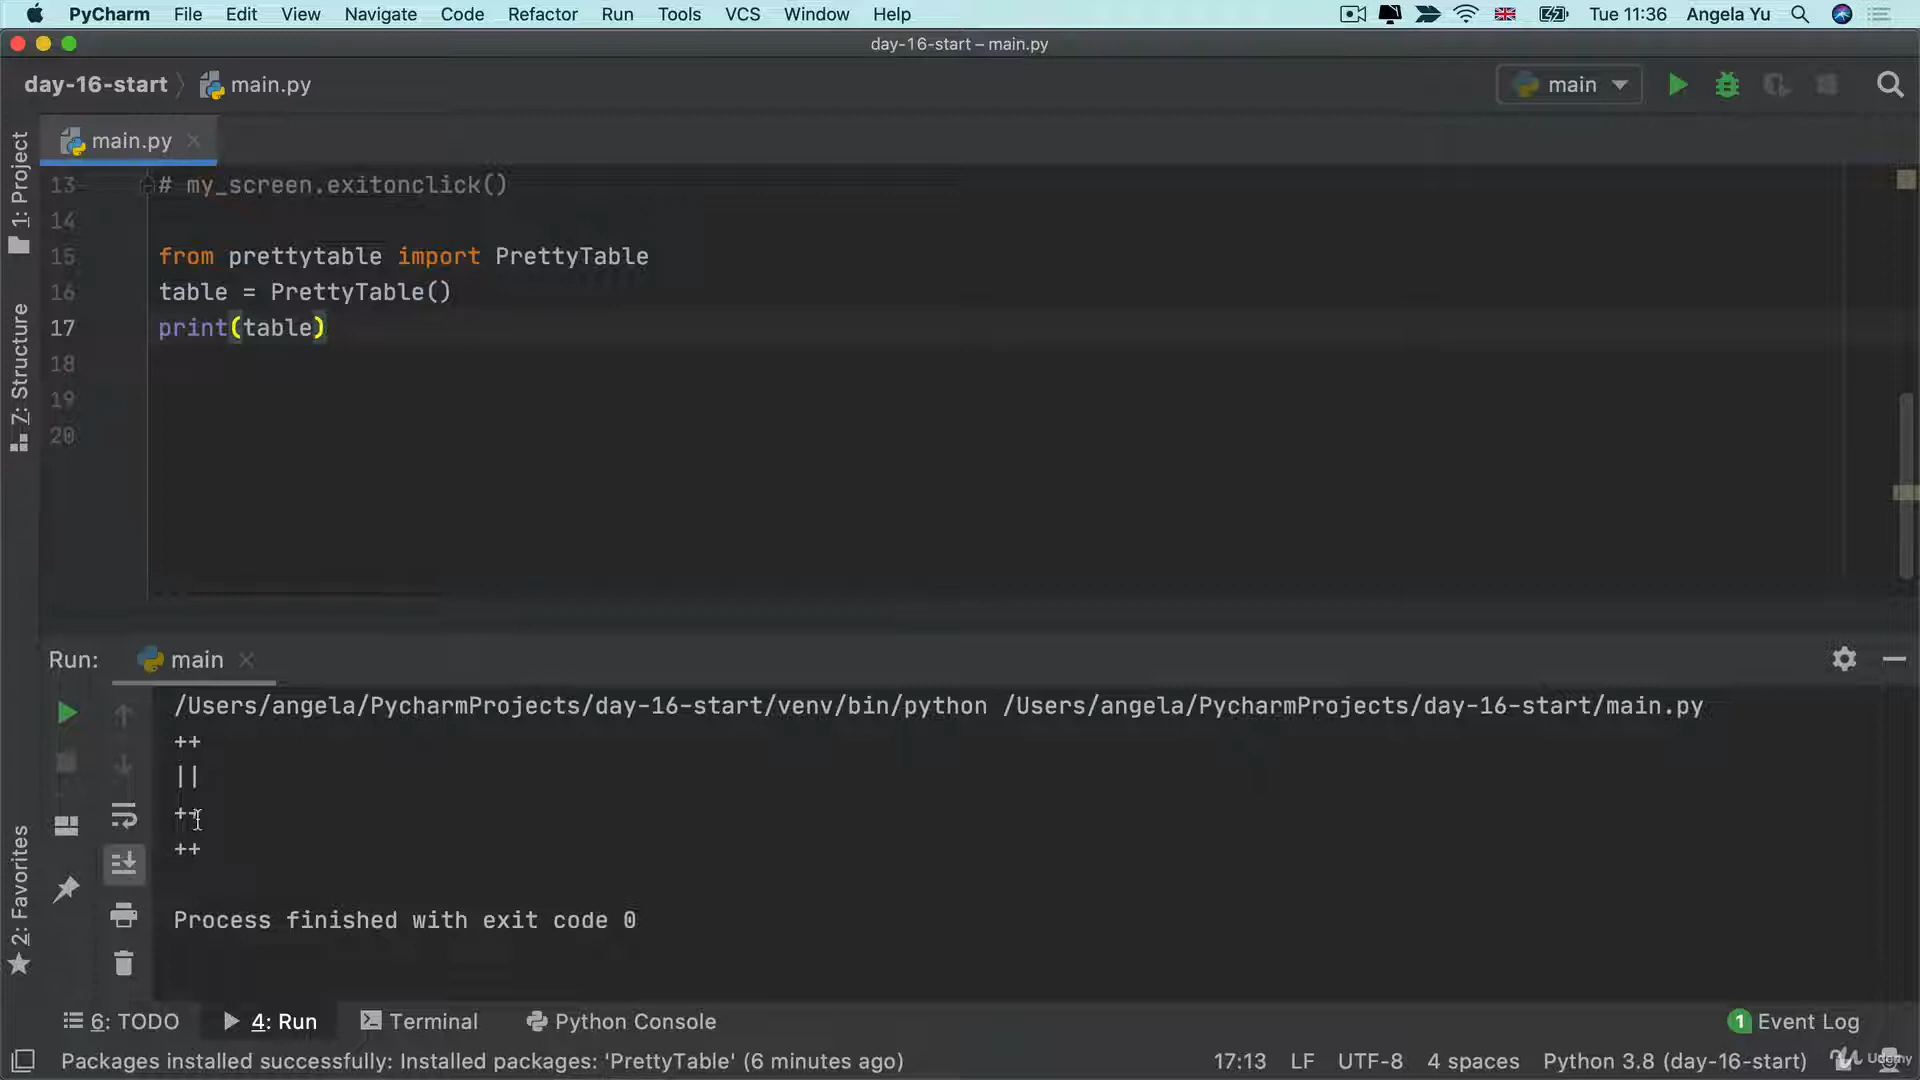 PyCharm File Edit View Navigate Code Refactor Run Tools VCS Window Help Tue 11:36 Angela Yu
day-16-start – main.py
day-16-start main.py main
main.py
1: Project
7: Structure
2: Favorites
13 # my_screen.exitonclick()
14
15 from prettytable import PrettyTable
16 table = PrettyTable()
17 print(table)
18
19
20
Run: main
/Users/angela/PycharmProjects/day-16-start/venv/bin/python /Users/angela/PycharmProjects/day-16-start/main.py
++
||
++
++
Process finished with exit code 0
6: TODO 4: Run Terminal Python Console 1 Event Log
Packages installed successfully: Installed packages: 'PrettyTable' (6 minutes ago) 17:13 LF UTF-8 4 spaces Python 3.8 (day-16-start) Udemy